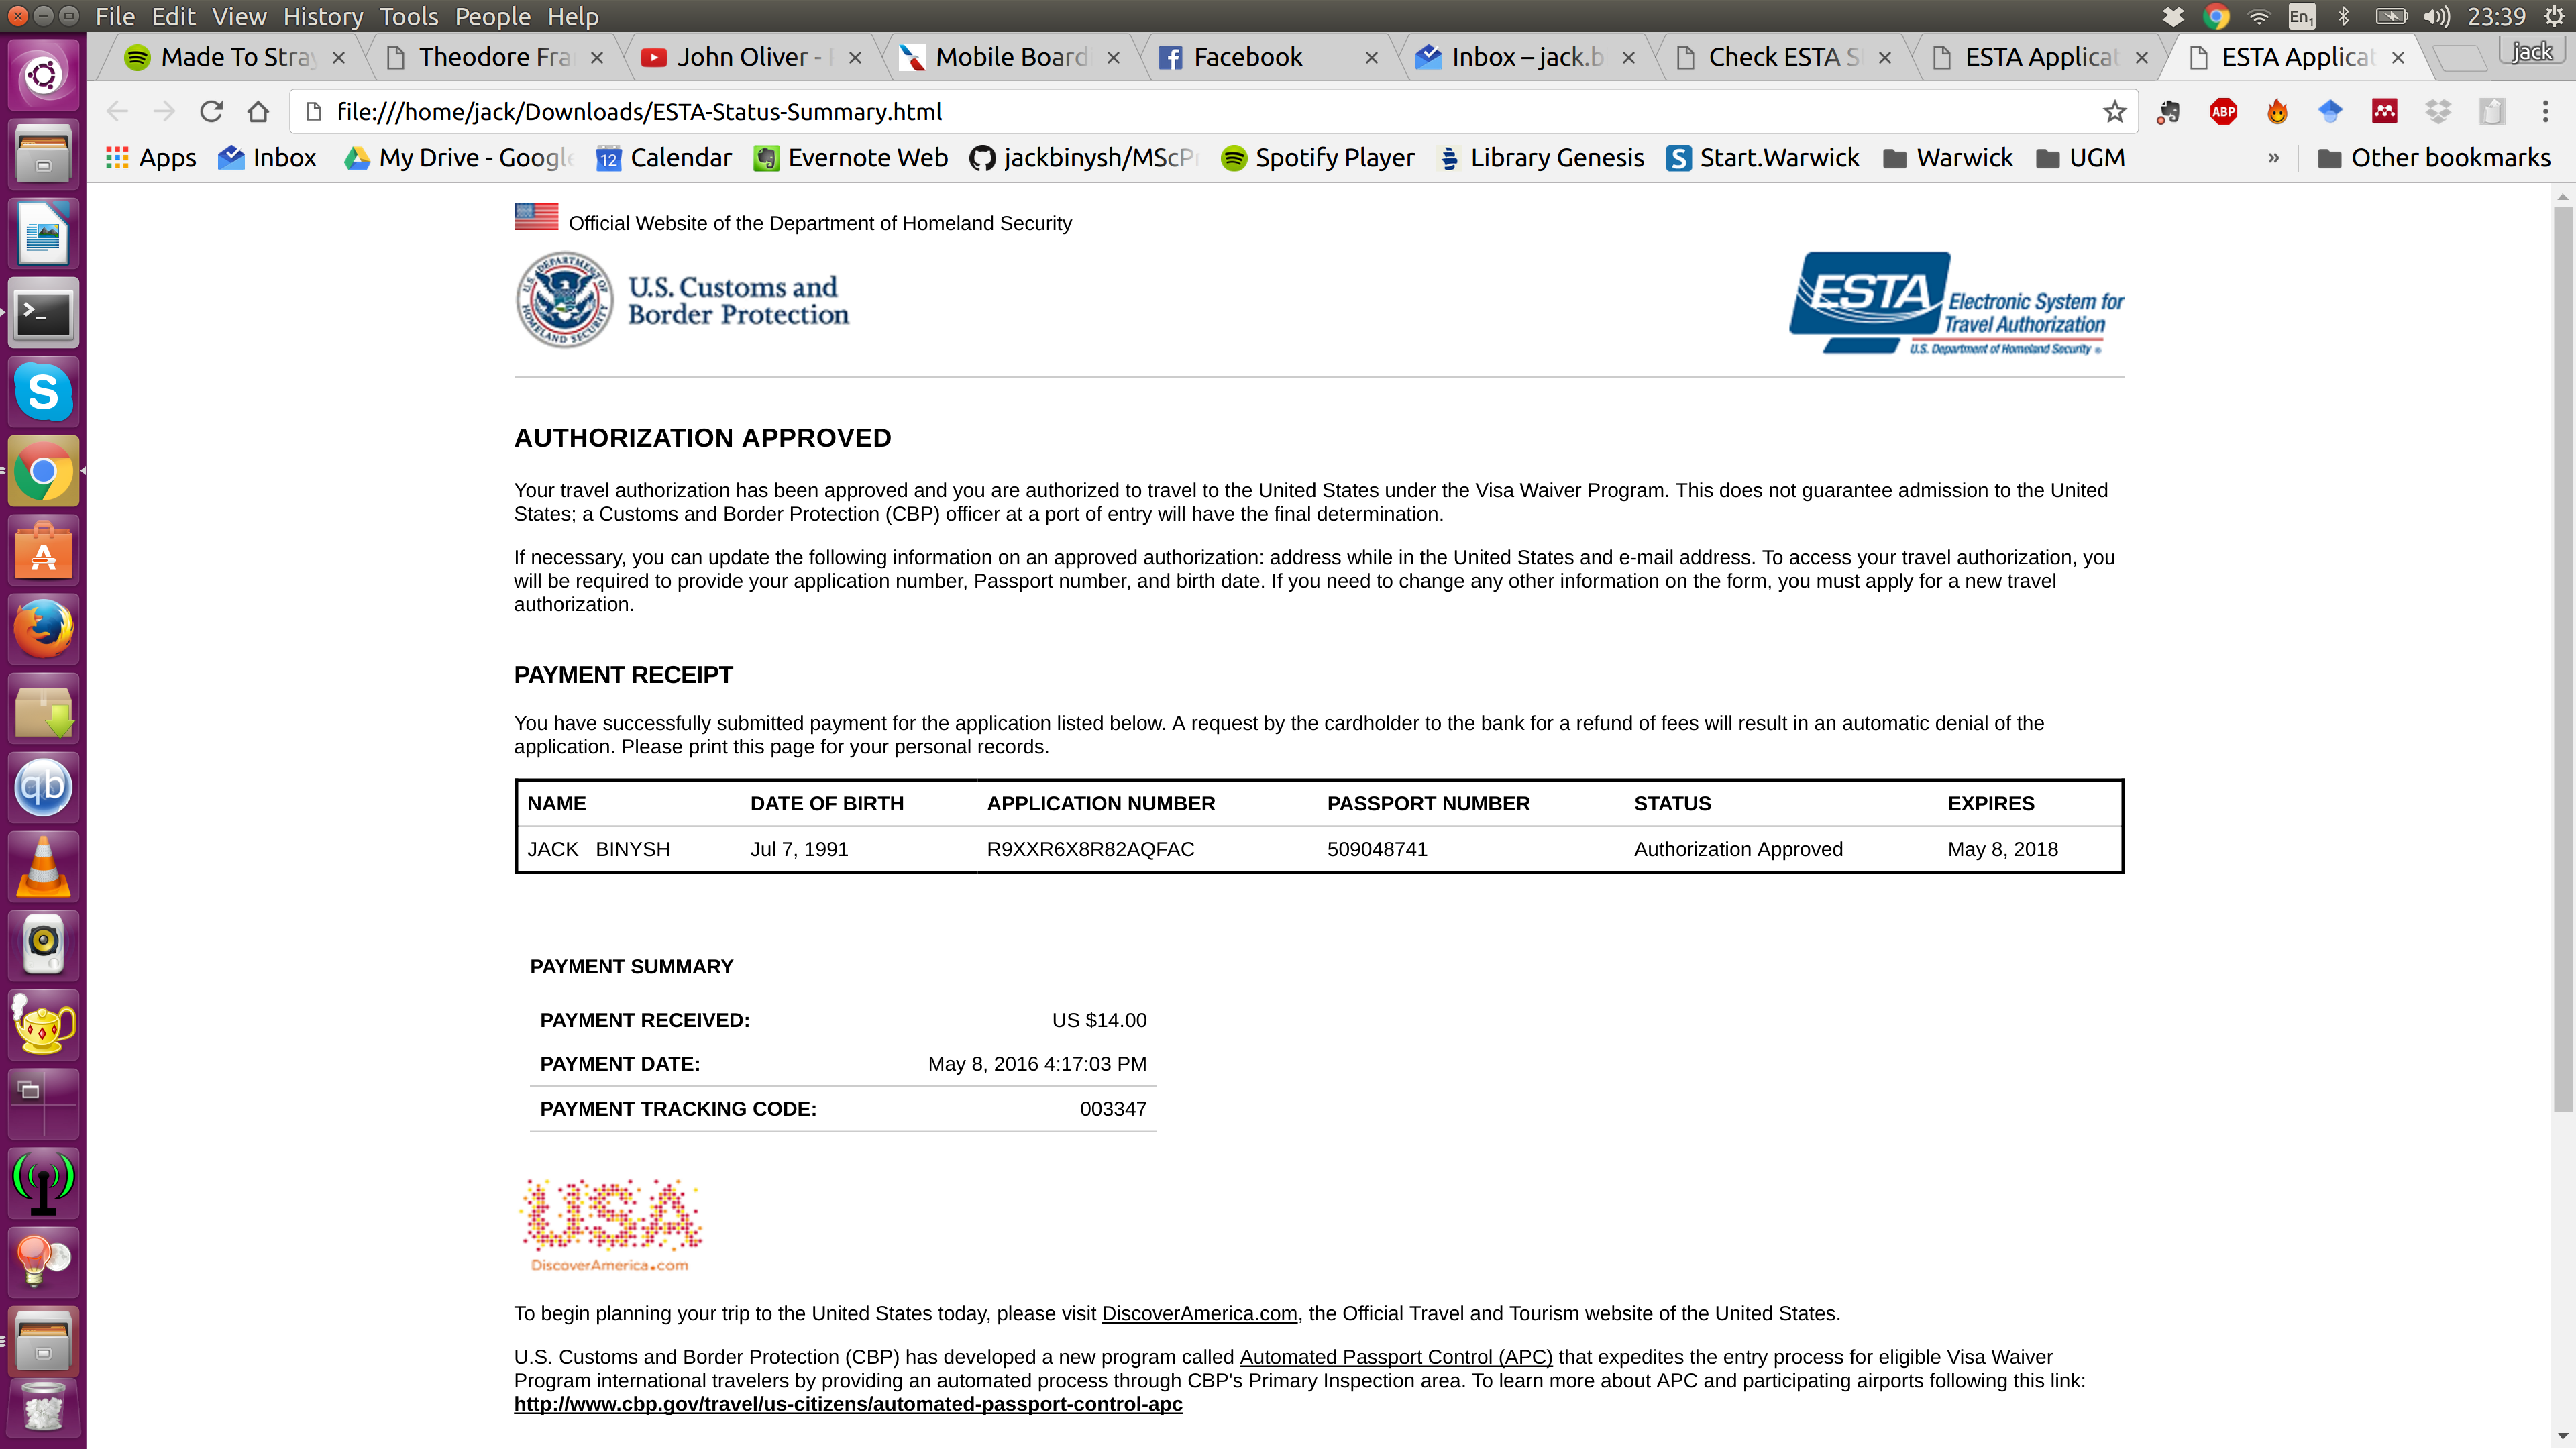 File Edit View History Tools People Help
En1 23:39
Made To Stray
Theodore Fra
John Oliver -
Mobile Board
Facebook
Inbox – jack.b
Check ESTA S
ESTA Applicat
ESTA Applicat
jack
file:///home/jack/Downloads/ESTA-Status-Summary.html
ABP
Apps Inbox My Drive - Google 12 Calendar Evernote Web jackbinysh/MScPr Spotify Player Library Genesis S Start.Warwick Warwick UGM » Other bookmarks
Official Website of the Department of Homeland Security
U.S. DEPARTMENT OF HOMELAND SECURITY
U.S. Customs and
Border Protection
ESTA
Electronic System for
Travel Authorization
U.S. Department of Homeland Security
AUTHORIZATION APPROVED
Your travel authorization has been approved and you are authorized to travel to the United States under the Visa Waiver Program. This does not guarantee admission to the United
States; a Customs and Border Protection (CBP) officer at a port of entry will have the final determination.
If necessary, you can update the following information on an approved authorization: address while in the United States and e-mail address. To access your travel authorization, you
will be required to provide your application number, Passport number, and birth date. If you need to change any other information on the form, you must apply for a new travel
authorization.
PAYMENT RECEIPT
You have successfully submitted payment for the application listed below. A request by the cardholder to the bank for a refund of fees will result in an automatic denial of the
application. Please print this page for your personal records.
NAME DATE OF BIRTH APPLICATION NUMBER PASSPORT NUMBER STATUS EXPIRES
JACK BINYSH Jul 7, 1991 R9XXR6X8R82AQFAC 509048741 Authorization Approved May 8, 2018
PAYMENT SUMMARY
PAYMENT RECEIVED: US $14.00
PAYMENT DATE: May 8, 2016 4:17:03 PM
PAYMENT TRACKING CODE: 003347
USA
DiscoverAmerica.com
To begin planning your trip to the United States today, please visit DiscoverAmerica.com, the Official Travel and Tourism website of the United States.
U.S. Customs and Border Protection (CBP) has developed a new program called Automated Passport Control (APC) that expedites the entry process for eligible Visa Waiver
Program international travelers by providing an automated process through CBP's Primary Inspection area. To learn more about APC and participating airports following this link:
http://www.cbp.gov/travel/us-citizens/automated-passport-control-apc